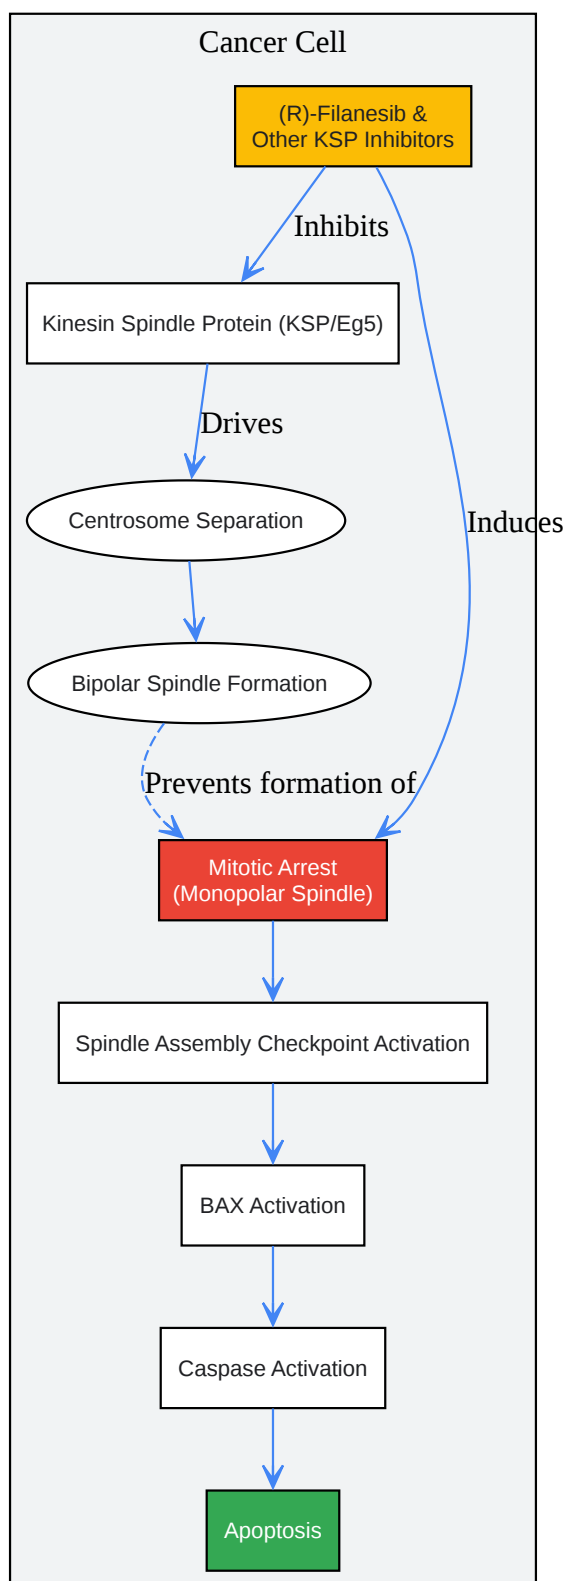 Cancer Cell
(R)-Filanesib &
Other KSP Inhibitors
Inhibits
Kinesin Spindle Protein (KSP/Eg5)
Drives
Centrosome Separation
Induces
Bipolar Spindle Formation
Prevents formation of
Mitotic Arrest
(Monopolar Spindle)
Spindle Assembly Checkpoint Activation
BAX Activation
Caspase Activation
Apoptosis